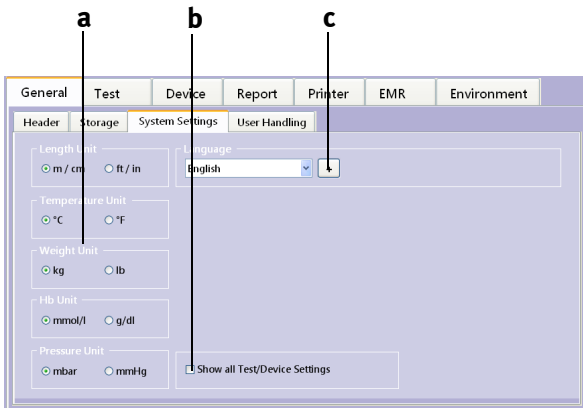 a b c
General Test Device Report Printer EMR Environment
Header Storage System Settings User Handling
Length Unit Language
m / cm ft / in English +
Temperature Unit
°C °F
Weight Unit
kg lb
Hb Unit
mmol/l g/dl
Pressure Unit
mbar mmHg Show all Test/Device Settings